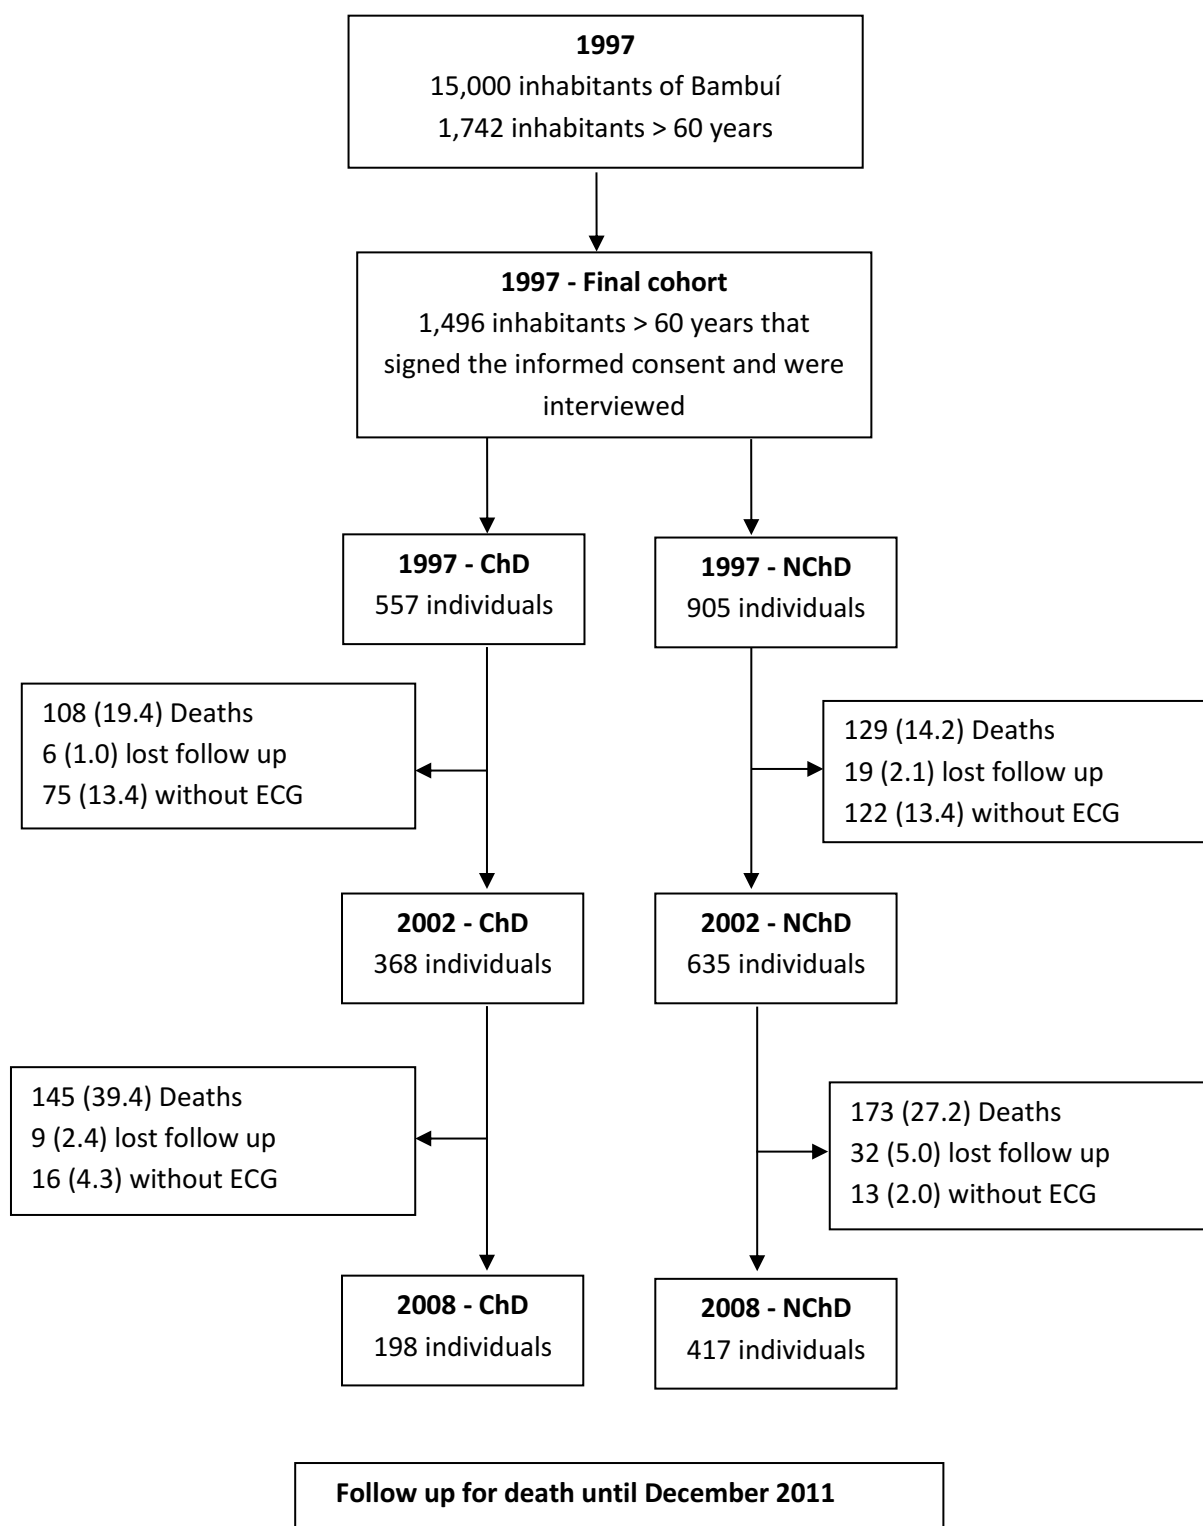 1997
15,000 inhabitants of Bambuí
1,742 inhabitants > 60 years
1997 - Final cohort
1,496 inhabitants > 60 years that
signed the informed consent and were
interviewed
1997 - ChD
557 individuals
1997 - NChD
905 individuals
108 (19.4) Deaths
6 (1.0) lost follow up
75 (13.4) without ECG
129 (14.2) Deaths
19 (2.1) lost follow up
122 (13.4) without ECG
2002 - ChD
368 individuals
2002 - NChD
635 individuals
145 (39.4) Deaths
9 (2.4) lost follow up
16 (4.3) without ECG
173 (27.2) Deaths
32 (5.0) lost follow up
13 (2.0) without ECG
2008 - ChD
198 individuals
2008 - NChD
417 individuals
Follow up for death until December 2011